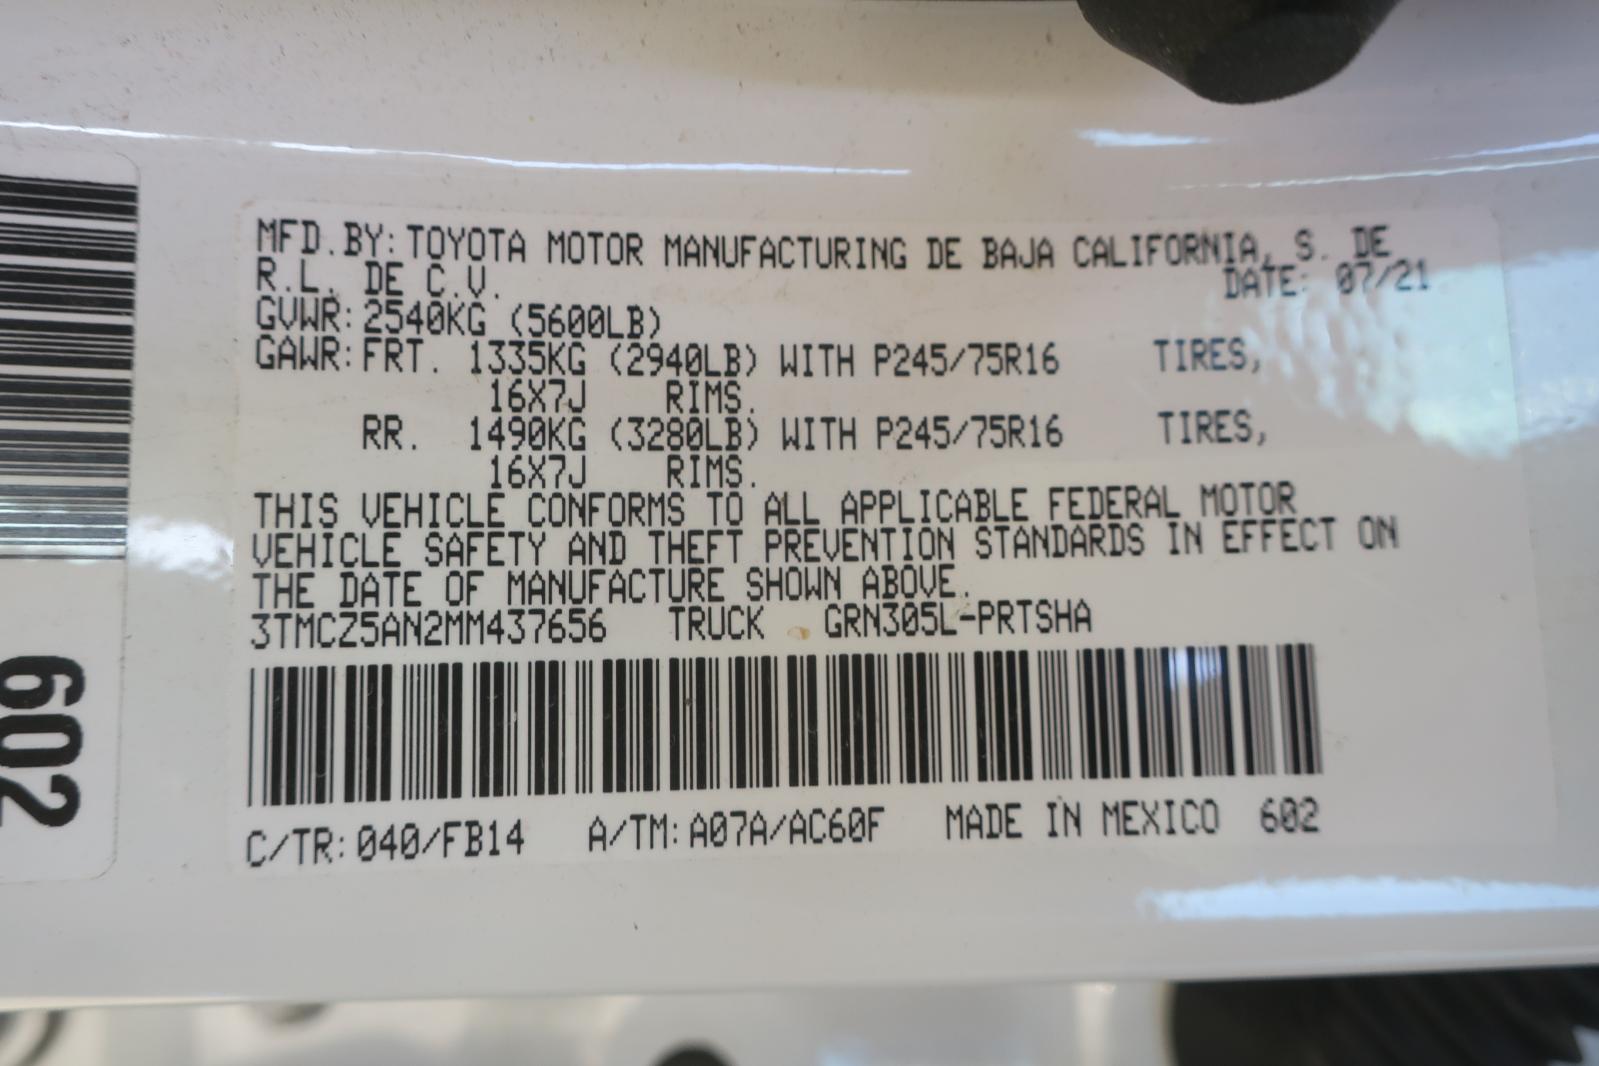 MFD.BY: TOYOTA MOTOR MANUFACTURING DE BAJA CALIFORNIA, S. DE
R.L. DE C.V.
DATE: 07/21
GVWR: 2540KG (5600LB)
GAWR: FRT. 1335KG (2940LB) WITH P245/75R16 TIRES,
16X7J RIMS.
RR. 1490KG (3280LB) WITH P245/75R16 TIRES,
16X7J RIMS.
THIS VEHICLE CONFORMS TO ALL APPLICABLE FEDERAL MOTOR
VEHICLE SAFETY AND THEFT PREVENTION STANDARDS IN EFFECT ON
THE DATE OF MANUFACTURE SHOWN ABOVE.
3TMCZ5AN2MM437656 TRUCK GRN305L-PRTSHA
C/TR: 040/FB14 A/TM: A07A/AC60F MADE IN MEXICO 602
602